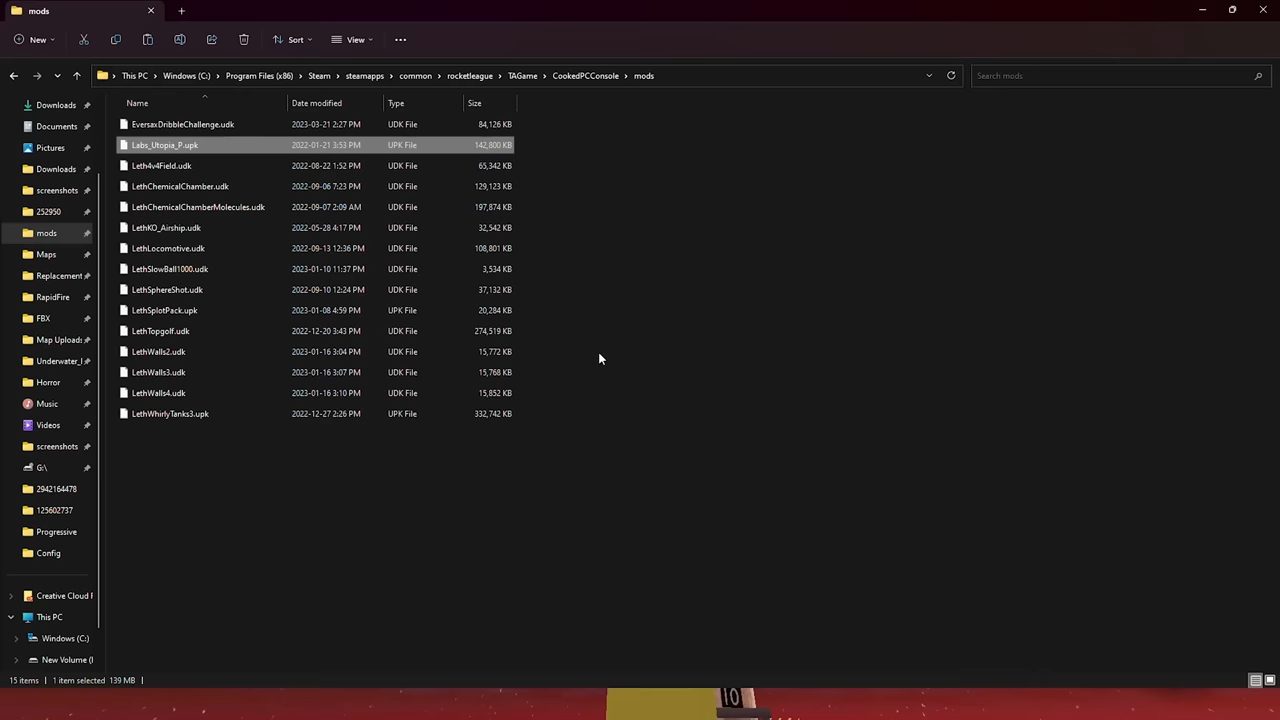 mods
New
Sort
View
This PC > Windows (C:) > Program Files (x86) > Steam > steamapps > common > rocketleague > TAGame > CookedPCConsole > mods
Search mods
Name Date modified Type Size
Downloads
Documents
Pictures
Downloads
screenshots
252950
mods
Maps
Replacement
RapidFire
FBX
Map Uploads
Underwater_
Horror
Music
Videos
screenshots
G:\
2942164478
125602737
Progressive
Config
Creative Cloud F
This PC
Windows (C:)
New Volume (
EversaxDribbleChallenge.udk 2023-03-21 2:27 PM UDK File 84,126 KB
Labs_Utopia_P.upk 2022-01-21 3:53 PM UPK File 142,800 KB
Leth4v4Field.udk 2022-08-22 1:52 PM UDK File 65,342 KB
LethChemicalChamber.udk 2022-09-06 7:23 PM UDK File 129,123 KB
LethChemicalChamberMolecules.udk 2022-09-07 2:09 AM UDK File 197,874 KB
LethKO_Airship.udk 2022-05-28 4:17 PM UDK File 32,542 KB
LethLocomotive.udk 2022-09-13 12:36 PM UDK File 108,801 KB
LethSlowBall1000.udk 2023-01-10 11:37 PM UDK File 3,534 KB
LethSphereShot.udk 2022-09-10 12:24 PM UDK File 37,132 KB
LethSplotPack.upk 2023-01-08 4:59 PM UPK File 20,284 KB
LethTopgolf.udk 2022-12-20 3:43 PM UDK File 274,519 KB
LethWalls2.udk 2023-01-16 3:04 PM UDK File 15,772 KB
LethWalls3.udk 2023-01-16 3:07 PM UDK File 15,768 KB
LethWalls4.udk 2023-01-16 3:10 PM UDK File 15,852 KB
LethWhirlyTanks3.upk 2022-12-27 2:26 PM UPK File 332,742 KB
15 items 1 item selected 139 MB
10